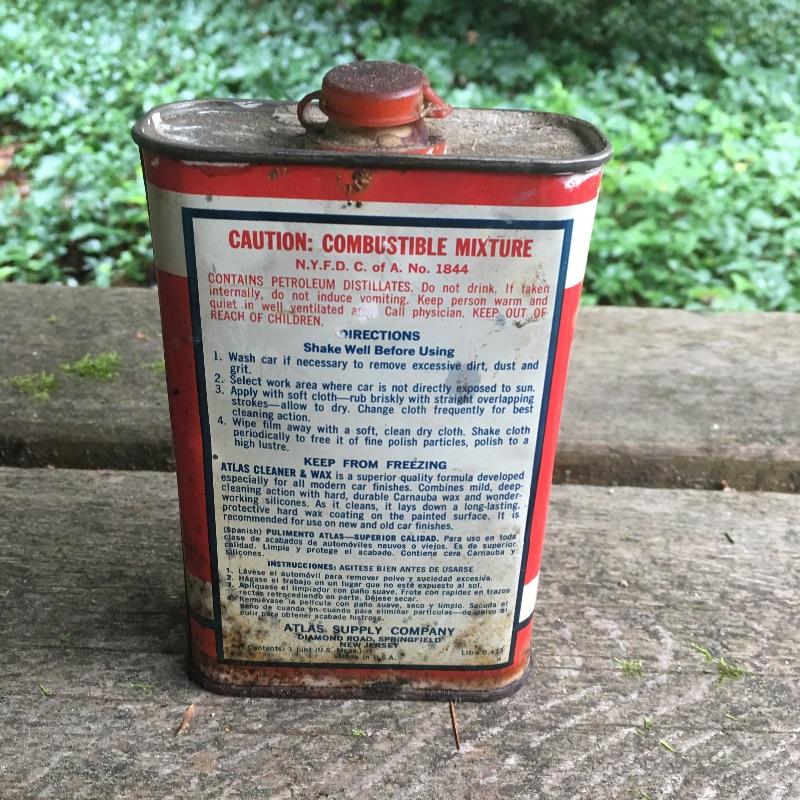 CAUTION: COMBUSTIBLE MIXTURE
N.Y.F.D. C. of A. No. 1844
CONTAINS PETROLEUM DISTILLATES. Do not drink. If taken
internally, do not induce vomiting. Keep person warm and
quiet in well ventilated Call physician. KEEP OUT OF
REACH OF CHILDREN.
DIRECTIONS
Shake Well Before Using
1. Wash car if necessary to remove excessive dirt, dust and
grit.
2. Select work area where car is not directly exposed to sun.
3. Apply with soft cloth—rub briskly with straight overlapping
strokes—allow to dry. Change cloth frequently for best
cleaning action.
4. Wipe film away with a soft, clean dry cloth. Shake cloth
periodically to free it of fine polish particles, polish to a
high lustre.
KEEP FROM FREEZING
ATLAS CLEANER & WAX is a superior quality formula developed
especially for all modern car finishes. Combines mild, deep-
cleaning action with hard, durable Carnauba wax and wonder-
working silicones. As it cleans, it lays down a long-lasting,
protective hard wax coating on the painted surface. It is
recommended for use on new and old car finishes.
(Spanish) PULIMENTO ATLAS—SUPERIOR CALIDAD. Para uso en toda
clase de acabados de automóviles neuvos o viejos. Es de superior
calidad. Limpia y protege el acabado. Contiene cera Carnauba y
silicones.
INSTRUCCIONES: AGITESE BIEN ANTES DE USARSE
1. Lávese el automóvil para remover polvo y suciedad excesiva.
2. Hágase el trabajo en un lugar que no esté expuesto al sol.
3. Aplíquese el limpiador con paño suave. Frote con rapidez en trazos
rectos retrocediendo en parte. Déjese secar.
4. Remuévase la película con paño suave, seco y limpio. Sacuda el
paño de cuando en cuando para eliminar partículas—de polvo al
pulir para obtener acabado lustroso.
ATLAS SUPPLY COMPANY
DIAMOND ROAD, SPRINGFIELD
NEW JERSEY
Net Contents: 1 pint (U.S. Meas.) Litro 0.473
Made in U.S.A.